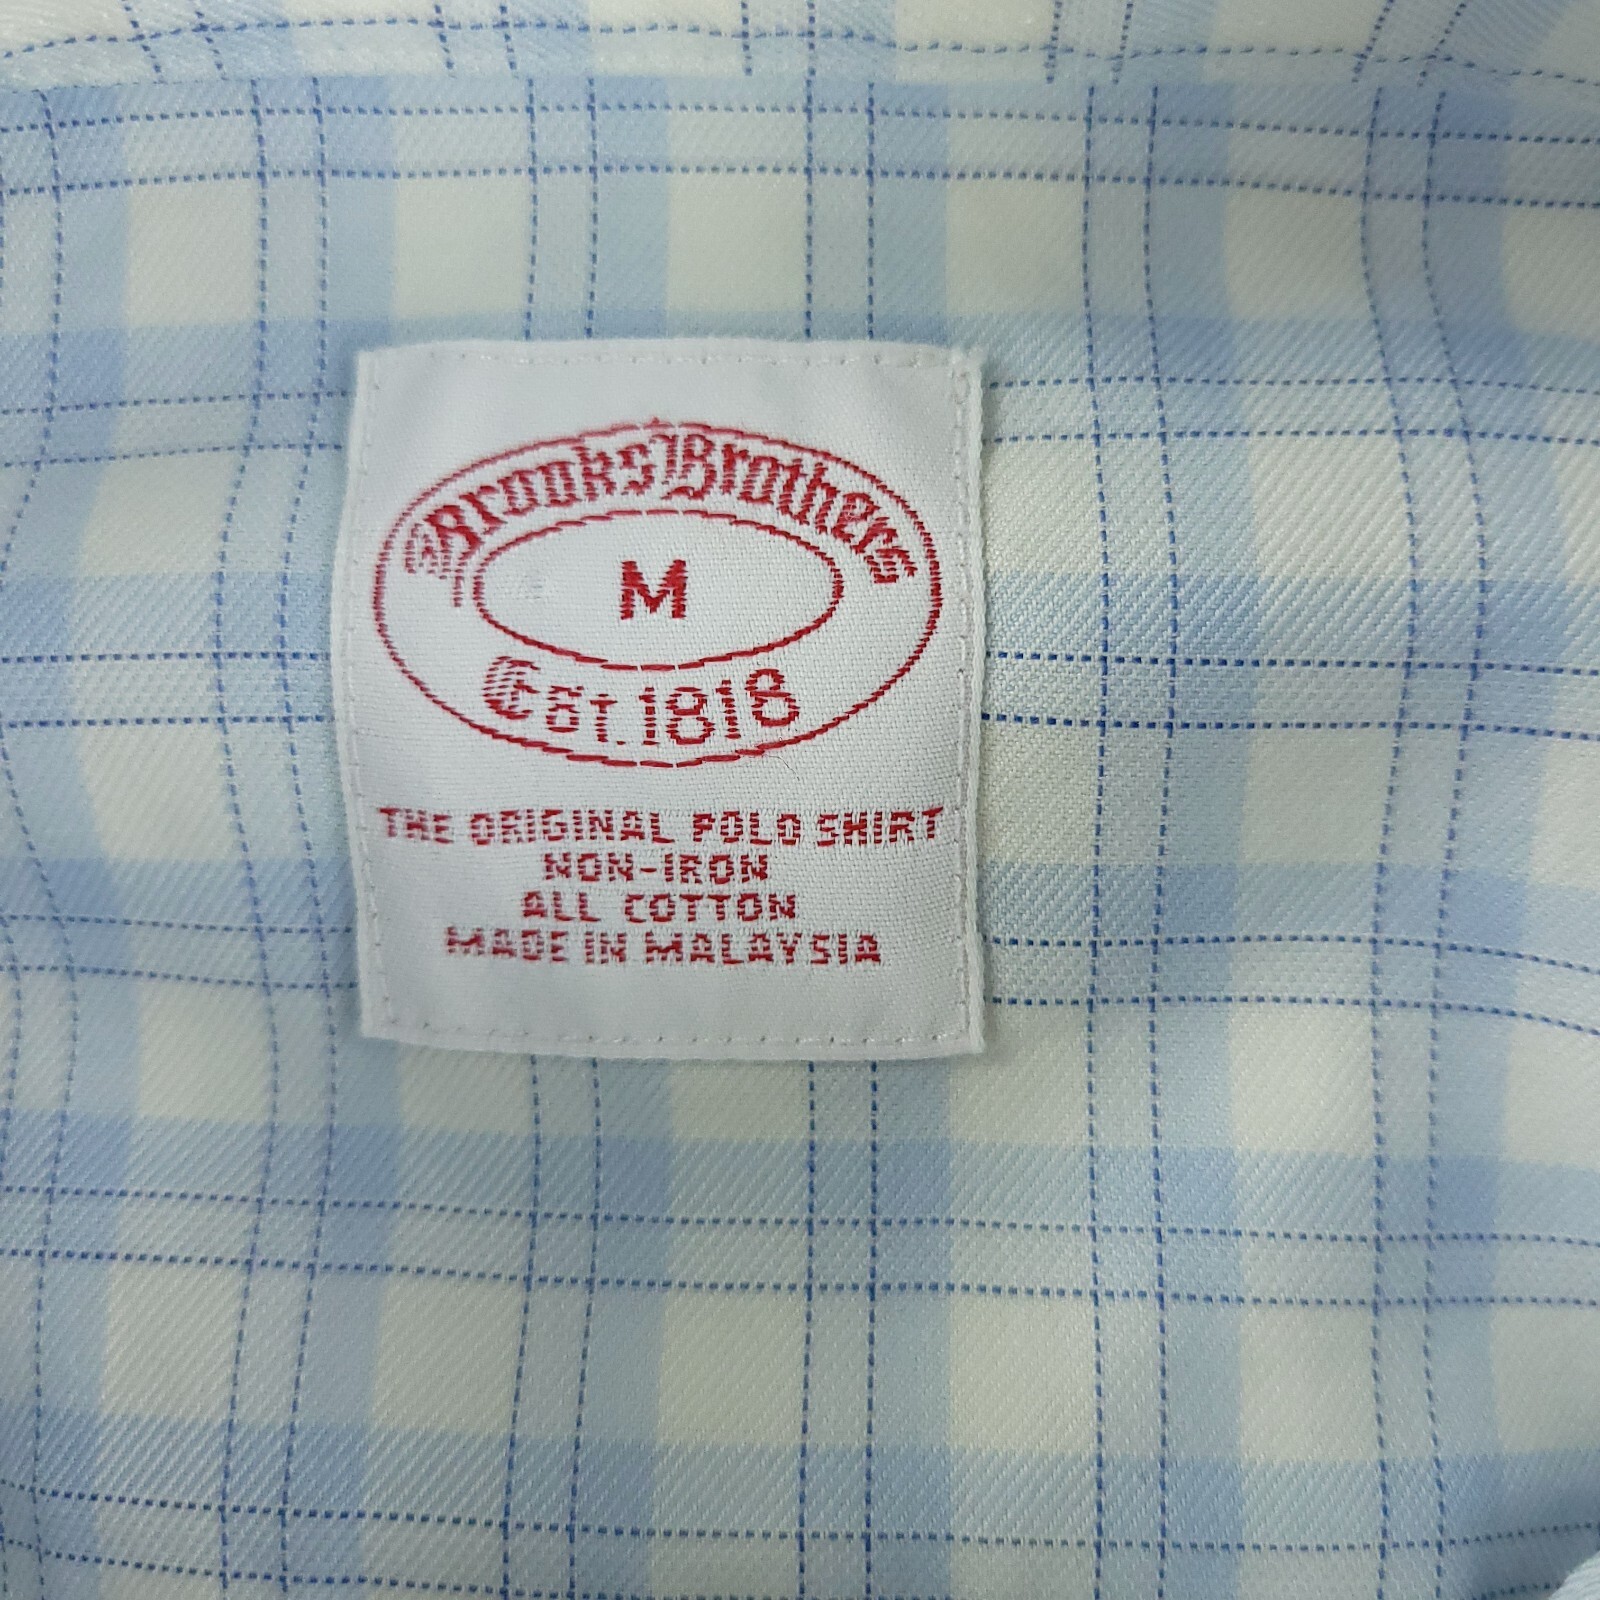 Brooks Brothers
M
Est. 1818
THE ORIGINAL POLO SHIRT
NON-IRON
ALL COTTON
MADE IN MALAYSIA